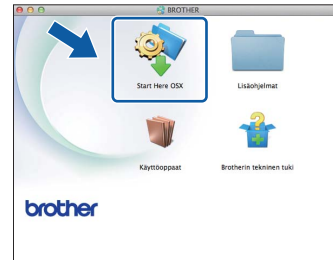 BROTHER
Start Here OSX
Lisäohjelmat
Käyttöoppaat
Brotherin tekninen tuki
brother